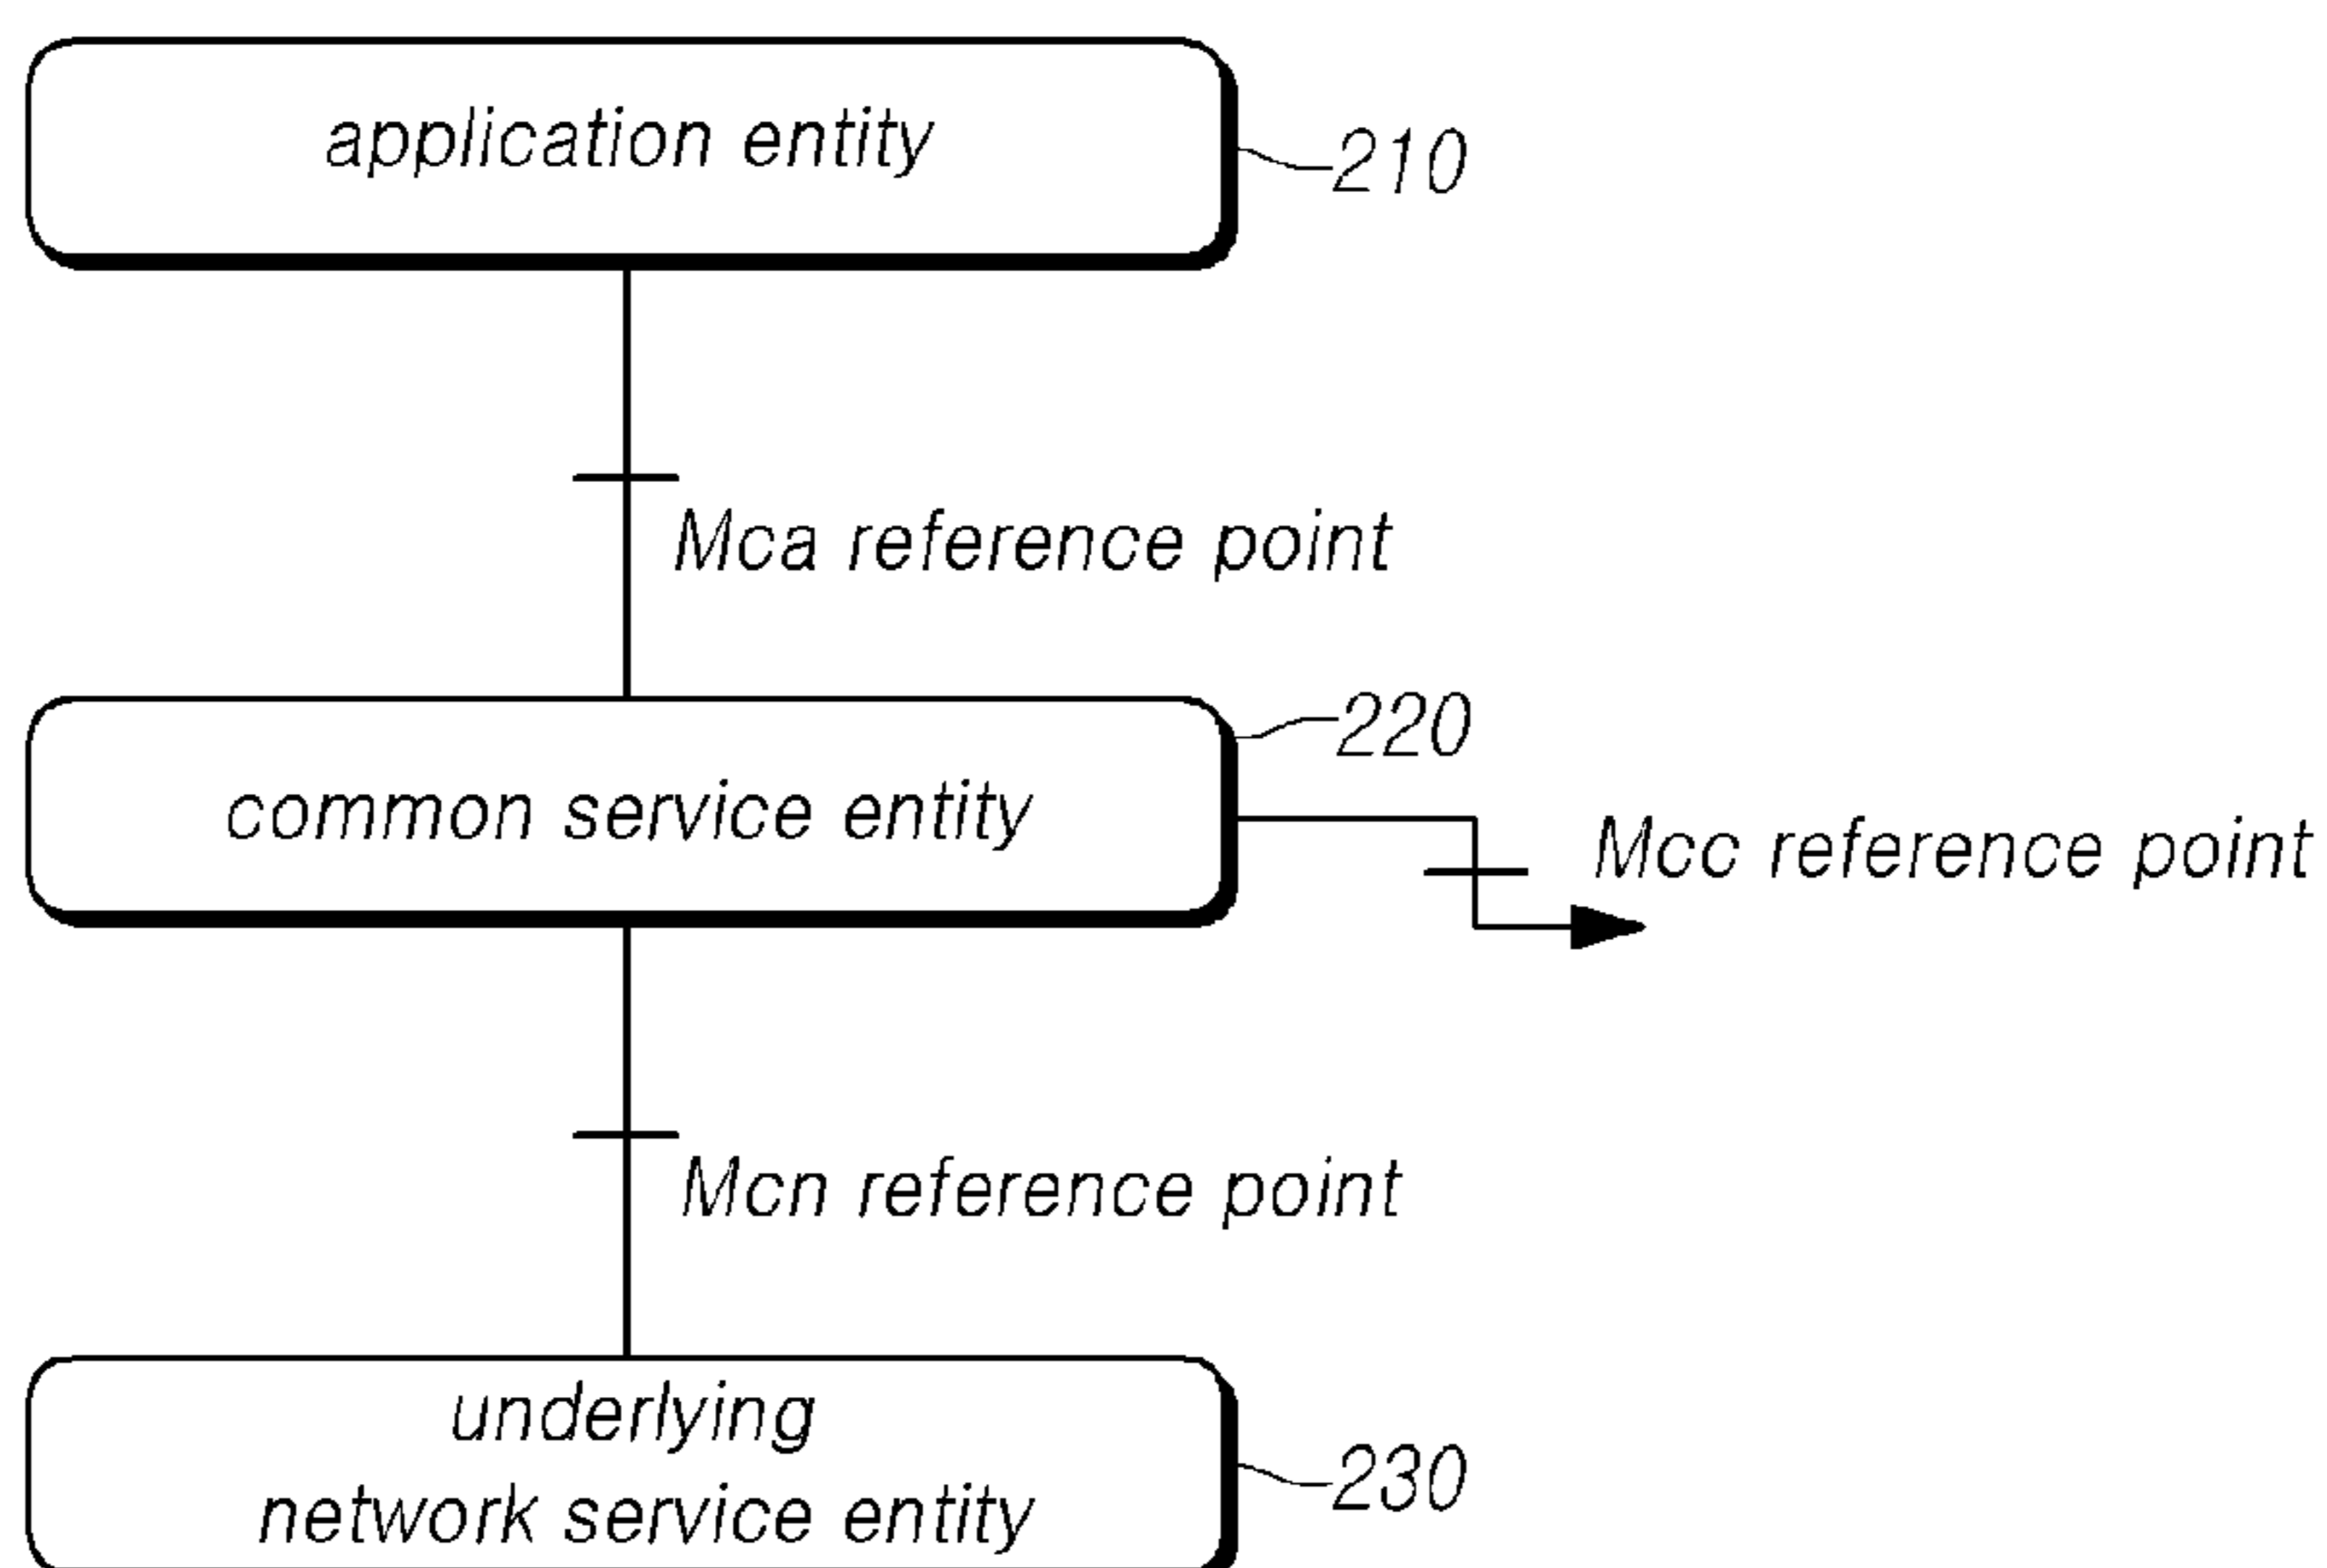 application entity
210
Mca reference point
220
common service entity
Mcc reference point
Mcn reference point
underlying
network service entity
230